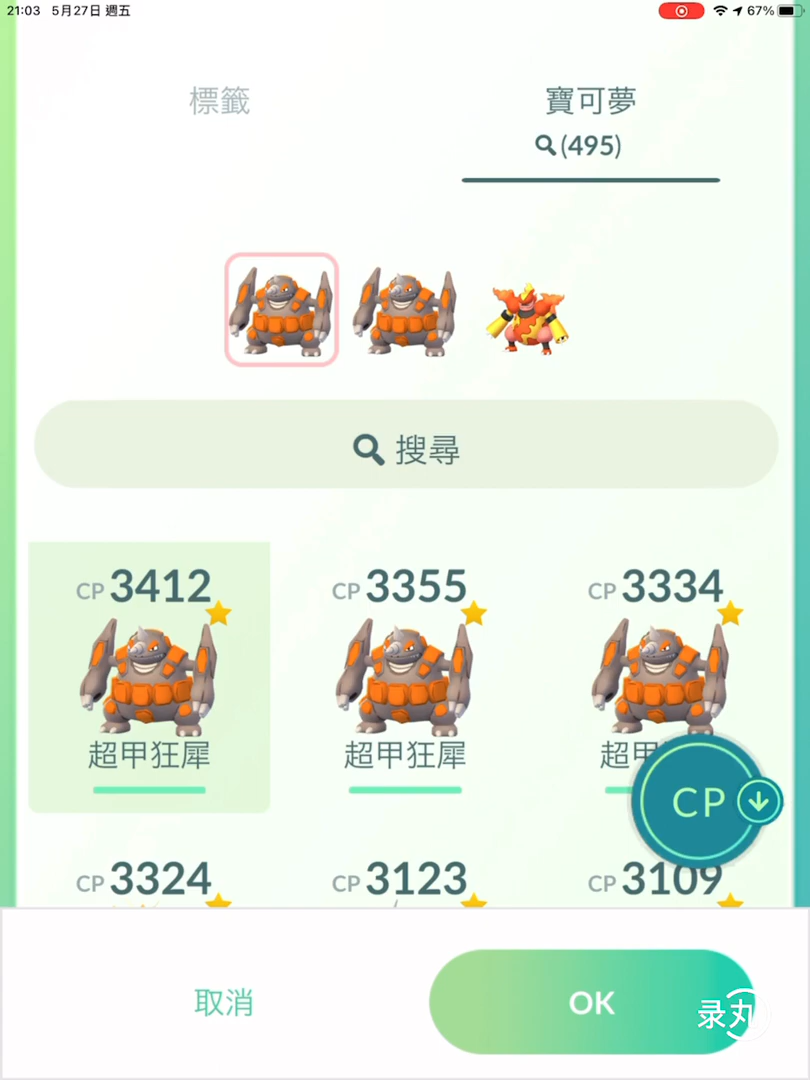 21:03 5月27日 週五
67%
標籤
寶可夢
(495)
搜尋
CP 3412
CP 3355
CP 3334
超甲狂犀
超甲狂犀
超甲
CP
CP 3324
CP 3123
CP 3109
取消
OK
录丸